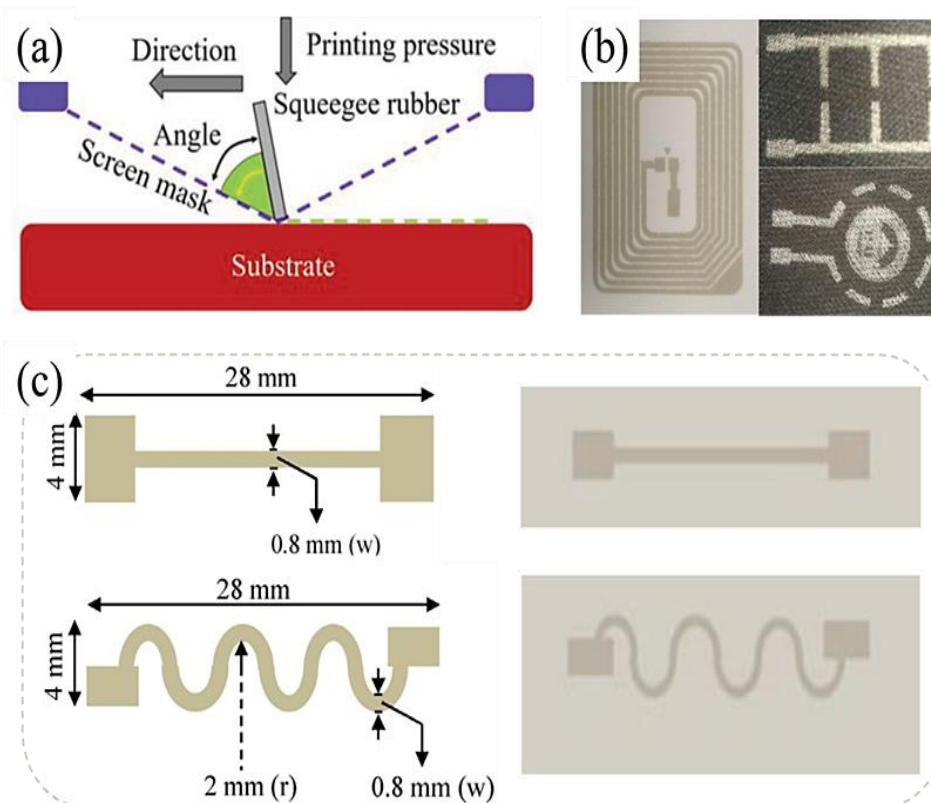 (a)
Direction
Printing pressure
Squeegee rubber
Angle
Screen mask
Substrate
(b)
(c)
28 mm
4 mm
0.8 mm (w)
28 mm
4 mm
2 mm (r)
0.8 mm (w)